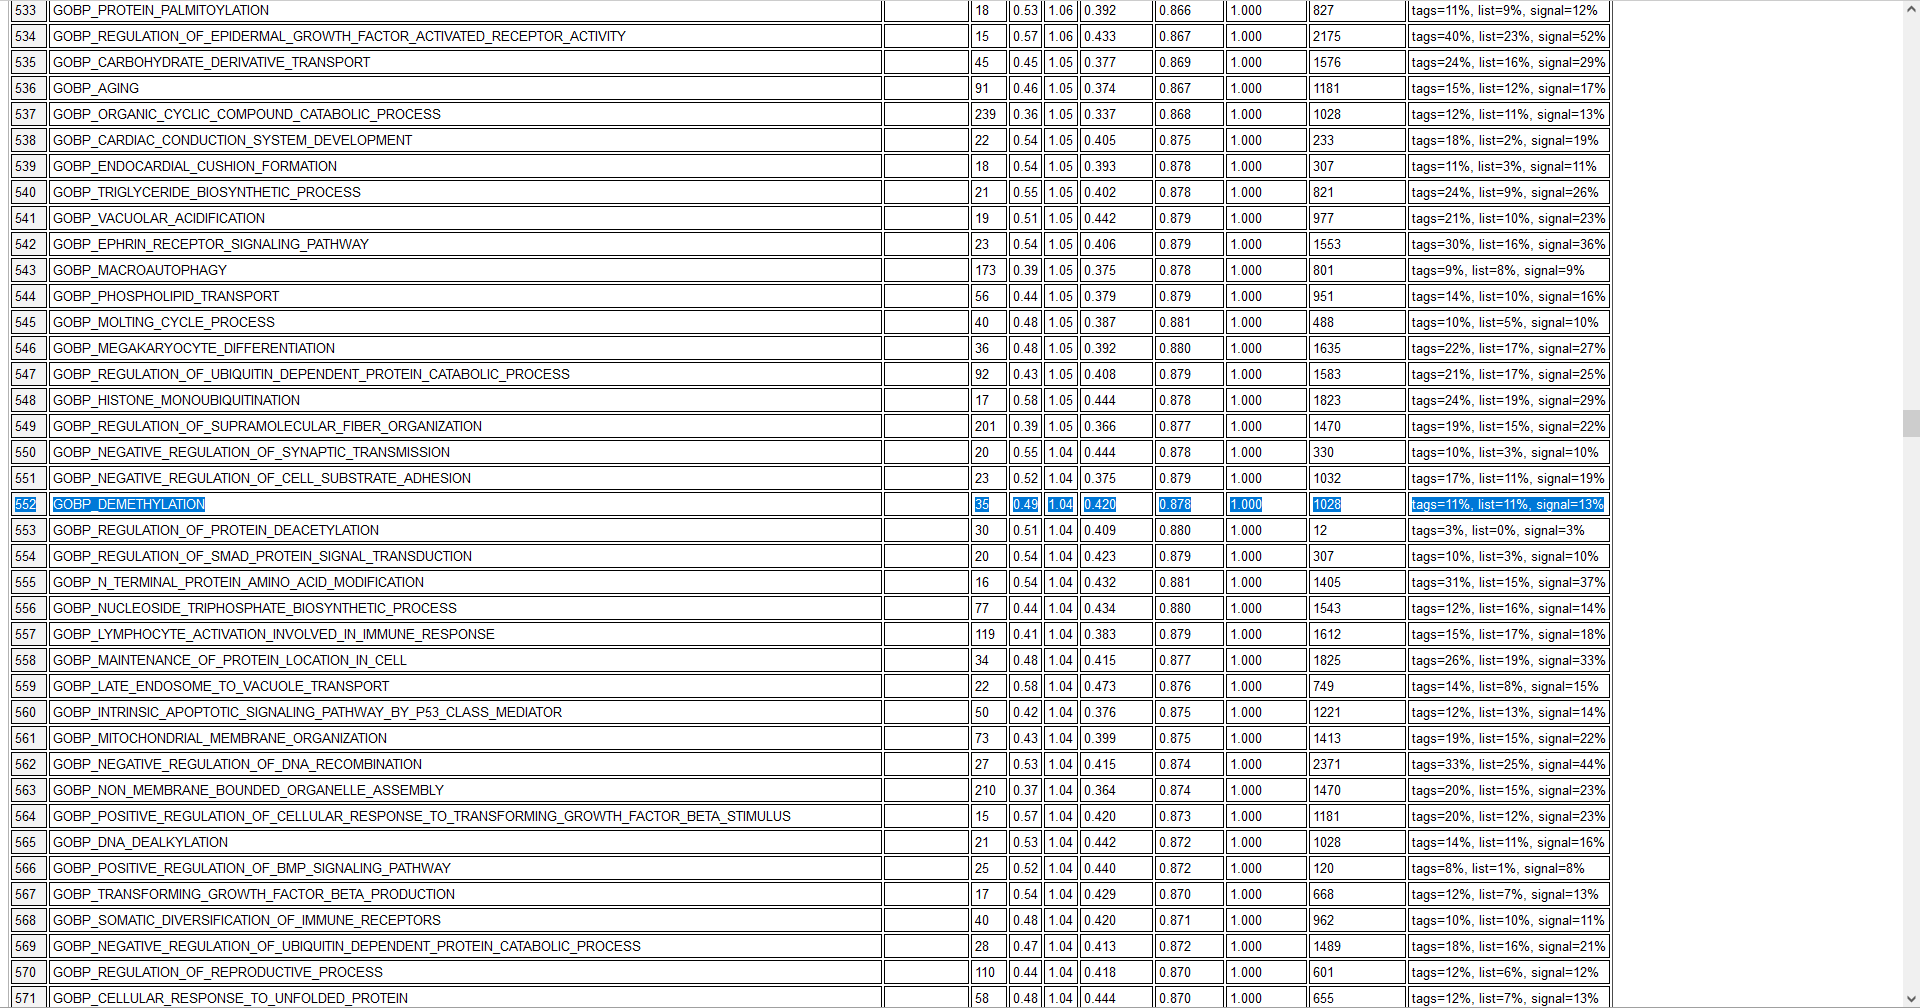 533 GOBP_PROTEIN_PALMITOYLATION 18 0.53 1.06 0.392 0.866 1.000 827 tags=11%, list=9%, signal=12%
534 GOBP_REGULATION_OF_EPIDERMAL_GROWTH_FACTOR_ACTIVATED_RECEPTOR_ACTIVITY 15 0.57 1.06 0.433 0.867 1.000 2175 tags=40%, list=23%, signal=52%
535 GOBP_CARBOHYDRATE_DERIVATIVE_TRANSPORT 45 0.45 1.05 0.377 0.869 1.000 1576 tags=24%, list=16%, signal=29%
536 GOBP_AGING 91 0.46 1.05 0.374 0.867 1.000 1181 tags=15%, list=12%, signal=17%
537 GOBP_ORGANIC_CYCLIC_COMPOUND_CATABOLIC_PROCESS 239 0.36 1.05 0.337 0.868 1.000 1028 tags=12%, list=11%, signal=13%
538 GOBP_CARDIAC_CONDUCTION_SYSTEM_DEVELOPMENT 22 0.54 1.05 0.405 0.875 1.000 233 tags=18%, list=2%, signal=19%
539 GOBP_ENDOCARDIAL_CUSHION_FORMATION 18 0.54 1.05 0.393 0.878 1.000 307 tags=11%, list=3%, signal=11%
540 GOBP_TRIGLYCERIDE_BIOSYNTHETIC_PROCESS 21 0.55 1.05 0.402 0.878 1.000 821 tags=24%, list=9%, signal=26%
541 GOBP_VACUOLAR_ACIDIFICATION 19 0.51 1.05 0.442 0.879 1.000 977 tags=21%, list=10%, signal=23%
542 GOBP_EPHRIN_RECEPTOR_SIGNALING_PATHWAY 23 0.54 1.05 0.406 0.879 1.000 1553 tags=30%, list=16%, signal=36%
543 GOBP_MACROAUTOPHAGY 173 0.39 1.05 0.375 0.878 1.000 801 tags=9%, list=8%, signal=9%
544 GOBP_PHOSPHOLIPID_TRANSPORT 56 0.44 1.05 0.379 0.879 1.000 951 tags=14%, list=10%, signal=16%
545 GOBP_MOLTING_CYCLE_PROCESS 40 0.48 1.05 0.387 0.881 1.000 488 tags=10%, list=5%, signal=10%
546 GOBP_MEGAKARYOCYTE_DIFFERENTIATION 36 0.48 1.05 0.392 0.880 1.000 1635 tags=22%, list=17%, signal=27%
547 GOBP_REGULATION_OF_UBIQUITIN_DEPENDENT_PROTEIN_CATABOLIC_PROCESS 92 0.43 1.05 0.408 0.879 1.000 1583 tags=21%, list=17%, signal=25%
548 GOBP_HISTONE_MONOUBIQUITINATION 17 0.58 1.05 0.444 0.878 1.000 1823 tags=24%, list=19%, signal=29%
549 GOBP_REGULATION_OF_SUPRAMOLECULAR_FIBER_ORGANIZATION 201 0.39 1.05 0.366 0.877 1.000 1470 tags=19%, list=15%, signal=22%
550 GOBP_NEGATIVE_REGULATION_OF_SYNAPTIC_TRANSMISSION 20 0.55 1.04 0.444 0.878 1.000 330 tags=10%, list=3%, signal=10%
551 GOBP_NEGATIVE_REGULATION_OF_CELL_SUBSTRATE_ADHESION 23 0.52 1.04 0.375 0.879 1.000 1032 tags=17%, list=11%, signal=19%
552 GOBP_DEMETHYLATION 35 0.49 1.04 0.420 0.878 1.000 1028 tags=11%, list=11%, signal=13%
553 GOBP_REGULATION_OF_PROTEIN_DEACETYLATION 30 0.51 1.04 0.409 0.880 1.000 12 tags=3%, list=0%, signal=3%
554 GOBP_REGULATION_OF_SMAD_PROTEIN_SIGNAL_TRANSDUCTION 20 0.54 1.04 0.423 0.879 1.000 307 tags=10%, list=3%, signal=10%
555 GOBP_N_TERMINAL_PROTEIN_AMINO_ACID_MODIFICATION 16 0.54 1.04 0.432 0.881 1.000 1405 tags=31%, list=15%, signal=37%
556 GOBP_NUCLEOSIDE_TRIPHOSPHATE_BIOSYNTHETIC_PROCESS 77 0.44 1.04 0.434 0.880 1.000 1543 tags=12%, list=16%, signal=14%
557 GOBP_LYMPHOCYTE_ACTIVATION_INVOLVED_IN_IMMUNE_RESPONSE 119 0.41 1.04 0.383 0.879 1.000 1612 tags=15%, list=17%, signal=18%
558 GOBP_MAINTENANCE_OF_PROTEIN_LOCATION_IN_CELL 34 0.48 1.04 0.415 0.877 1.000 1825 tags=26%, list=19%, signal=33%
559 GOBP_LATE_ENDOSOME_TO_VACUOLE_TRANSPORT 22 0.58 1.04 0.473 0.876 1.000 749 tags=14%, list=8%, signal=15%
560 GOBP_INTRINSIC_APOPTOTIC_SIGNALING_PATHWAY_BY_P53_CLASS_MEDIATOR 50 0.42 1.04 0.376 0.875 1.000 1221 tags=12%, list=13%, signal=14%
561 GOBP_MITOCHONDRIAL_MEMBRANE_ORGANIZATION 73 0.43 1.04 0.399 0.875 1.000 1413 tags=19%, list=15%, signal=22%
562 GOBP_NEGATIVE_REGULATION_OF_DNA_RECOMBINATION 27 0.53 1.04 0.415 0.874 1.000 2371 tags=33%, list=25%, signal=44%
563 GOBP_NON_MEMBRANE_BOUNDED_ORGANELLE_ASSEMBLY 210 0.37 1.04 0.364 0.874 1.000 1470 tags=20%, list=15%, signal=23%
564 GOBP_POSITIVE_REGULATION_OF_CELLULAR_RESPONSE_TO_TRANSFORMING_GROWTH_FACTOR_BETA_STIMULUS 15 0.57 1.04 0.420 0.873 1.000 1181 tags=20%, list=12%, signal=23%
565 GOBP_DNA_DEALKYLATION 21 0.53 1.04 0.442 0.872 1.000 1028 tags=14%, list=11%, signal=16%
566 GOBP_POSITIVE_REGULATION_OF_BMP_SIGNALING_PATHWAY 25 0.52 1.04 0.440 0.872 1.000 120 tags=8%, list=1%, signal=8%
567 GOBP_TRANSFORMING_GROWTH_FACTOR_BETA_PRODUCTION 17 0.54 1.04 0.429 0.870 1.000 668 tags=12%, list=7%, signal=13%
568 GOBP_SOMATIC_DIVERSIFICATION_OF_IMMUNE_RECEPTORS 40 0.48 1.04 0.420 0.871 1.000 962 tags=10%, list=10%, signal=11%
569 GOBP_NEGATIVE_REGULATION_OF_UBIQUITIN_DEPENDENT_PROTEIN_CATABOLIC_PROCESS 28 0.47 1.04 0.413 0.872 1.000 1489 tags=18%, list=16%, signal=21%
570 GOBP_REGULATION_OF_REPRODUCTIVE_PROCESS 110 0.44 1.04 0.418 0.870 1.000 601 tags=12%, list=6%, signal=12%
571 GOBP_CELLULAR_RESPONSE_TO_UNFOLDED_PROTEIN 58 0.48 1.04 0.444 0.870 1.000 655 tags=12%, list=7%, signal=13%